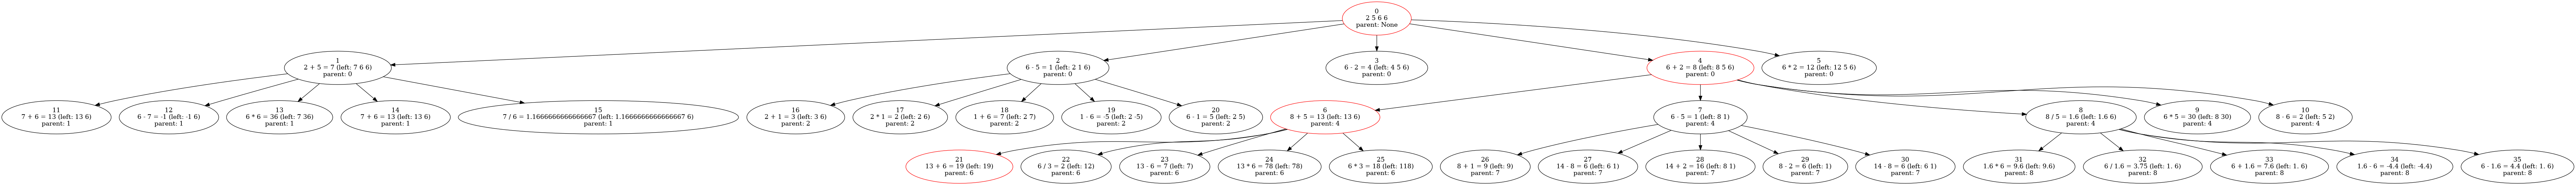 0
2 5 6 6
parent: None
1
2 + 5 = 7 (left: 7 6 6)
parent: 0
2
6 - 5 = 1 (left: 2 1 6)
parent: 0
3
6 - 2 = 4 (left: 4 5 6)
parent: 0
4
6 + 2 = 8 (left: 8 5 6)
parent: 0
5
6 * 2 = 12 (left: 12 5 6)
parent: 0
11
7 + 6 = 13 (left: 13 6)
parent: 1
12
6 - 7 = -1 (left: -1 6)
parent: 1
13
6 * 6 = 36 (left: 7 36)
parent: 1
14
7 + 6 = 13 (left: 13 6)
parent: 1
15
7 / 6 = 1.1666666666666667 (left: 1.1666666666666667 6)
parent: 1
16
2 + 1 = 3 (left: 3 6)
parent: 2
17
2 * 1 = 2 (left: 2 6)
parent: 2
18
1 + 6 = 7 (left: 2 7)
parent: 2
19
1 - 6 = -5 (left: 2 -5)
parent: 2
20
6 - 1 = 5 (left: 2 5)
parent: 2
6
8 + 5 = 13 (left: 13 6)
parent: 4
7
6 - 5 = 1 (left: 8 1)
parent: 4
8
8 / 5 = 1.6 (left: 1.6 6)
parent: 4
9
6 * 5 = 30 (left: 8 30)
parent: 4
10
8 - 6 = 2 (left: 5 2)
parent: 4
21
13 + 6 = 19 (left: 19)
parent: 6
22
6 / 3 = 2 (left: 12)
parent: 6
23
13 - 6 = 7 (left: 7)
parent: 6
24
13 * 6 = 78 (left: 78)
parent: 6
25
6 * 3 = 18 (left: 118)
parent: 6
26
8 + 1 = 9 (left: 9)
parent: 7
27
14 - 8 = 6 (left: 6 1)
parent: 7
28
14 + 2 = 16 (left: 8 1)
parent: 7
29
8 - 2 = 6 (left: 1)
parent: 7
30
14 - 8 = 6 (left: 6 1)
parent: 7
31
1.6 * 6 = 9.6 (left: 9.6)
parent: 8
32
6 / 1.6 = 3.75 (left: 1. 6)
parent: 8
33
6 + 1.6 = 7.6 (left: 1. 6)
parent: 8
34
1.6 - 6 = -4.4 (left: -4.4)
parent: 8
35
6 - 1.6 = 4.4 (left: 1. 6)
parent: 8